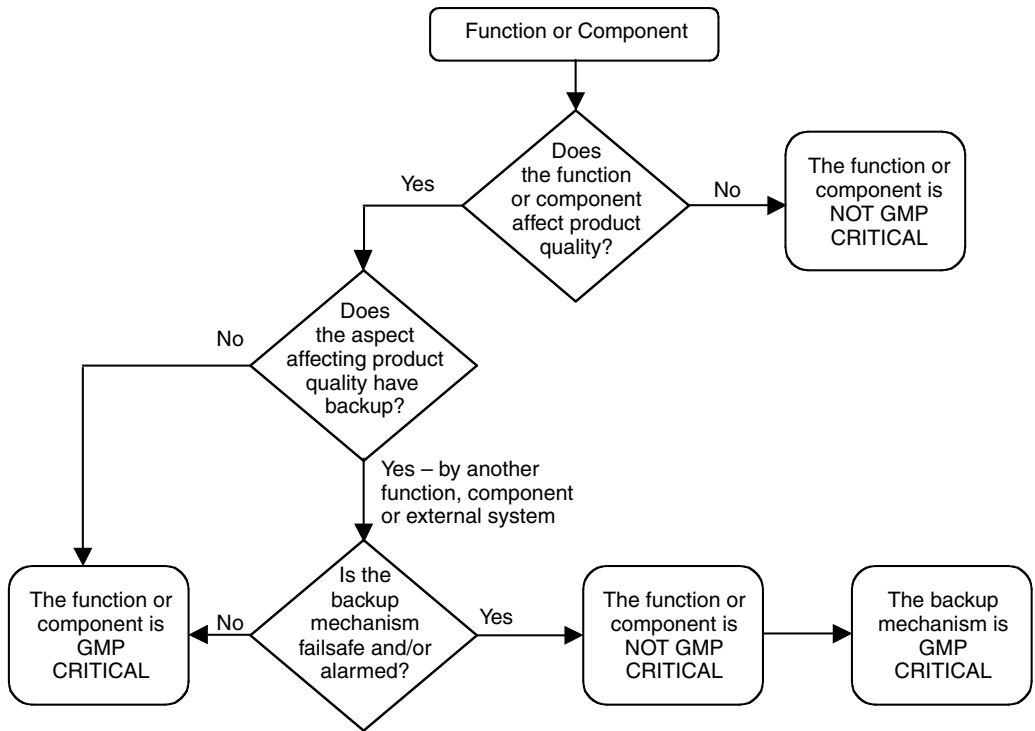 Function or Component
Does
the function
or component
affect product
quality?
Yes
No
The function or
component is
NOT GMP
CRITICAL
Does
the aspect
affecting product
quality have
backup?
No
Yes – by another
function, component
or external system
Is the
backup
mechanism
failsafe and/or
alarmed?
No
Yes
The function or
component is
GMP
CRITICAL
The function or
component is
NOT GMP
CRITICAL
The backup
mechanism is
GMP
CRITICAL